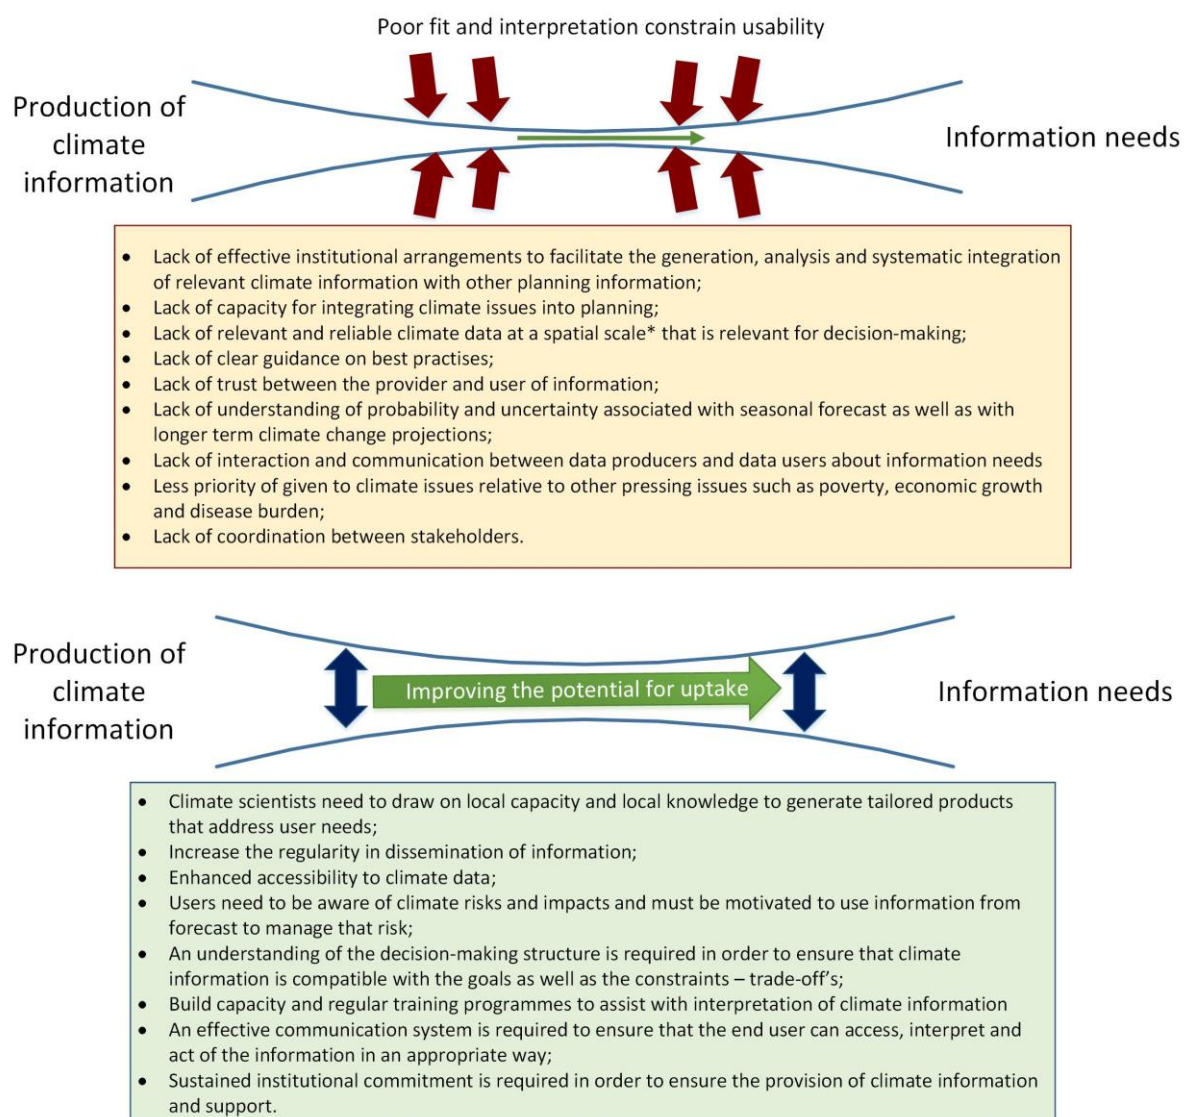 Poor fit and interpretation constrain usability
Production of
climate
information
Information needs
• Lack of effective institutional arrangements to facilitate the generation, analysis and systematic integration
of relevant climate information with other planning information;
• Lack of capacity for integrating climate issues into planning;
• Lack of relevant and reliable climate data at a spatial scale* that is relevant for decision-making;
• Lack of clear guidance on best practises;
• Lack of trust between the provider and user of information;
• Lack of understanding of probability and uncertainty associated with seasonal forecast as well as with
longer term climate change projections;
• Lack of interaction and communication between data producers and data users about information needs
• Less priority of given to climate issues relative to other pressing issues such as poverty, economic growth
and disease burden;
• Lack of coordination between stakeholders.
Production of
climate
information
Improving the potential for uptake
Information needs
• Climate scientists need to draw on local capacity and local knowledge to generate tailored products
that address user needs;
• Increase the regularity in dissemination of information;
• Enhanced accessibility to climate data;
• Users need to be aware of climate risks and impacts and must be motivated to use information from
forecast to manage that risk;
• An understanding of the decision-making structure is required in order to ensure that climate
information is compatible with the goals as well as the constraints – trade-off's;
• Build capacity and regular training programmes to assist with interpretation of climate information
• An effective communication system is required to ensure that the end user can access, interpret and
act of the information in an appropriate way;
• Sustained institutional commitment is required in order to ensure the provision of climate information
and support.